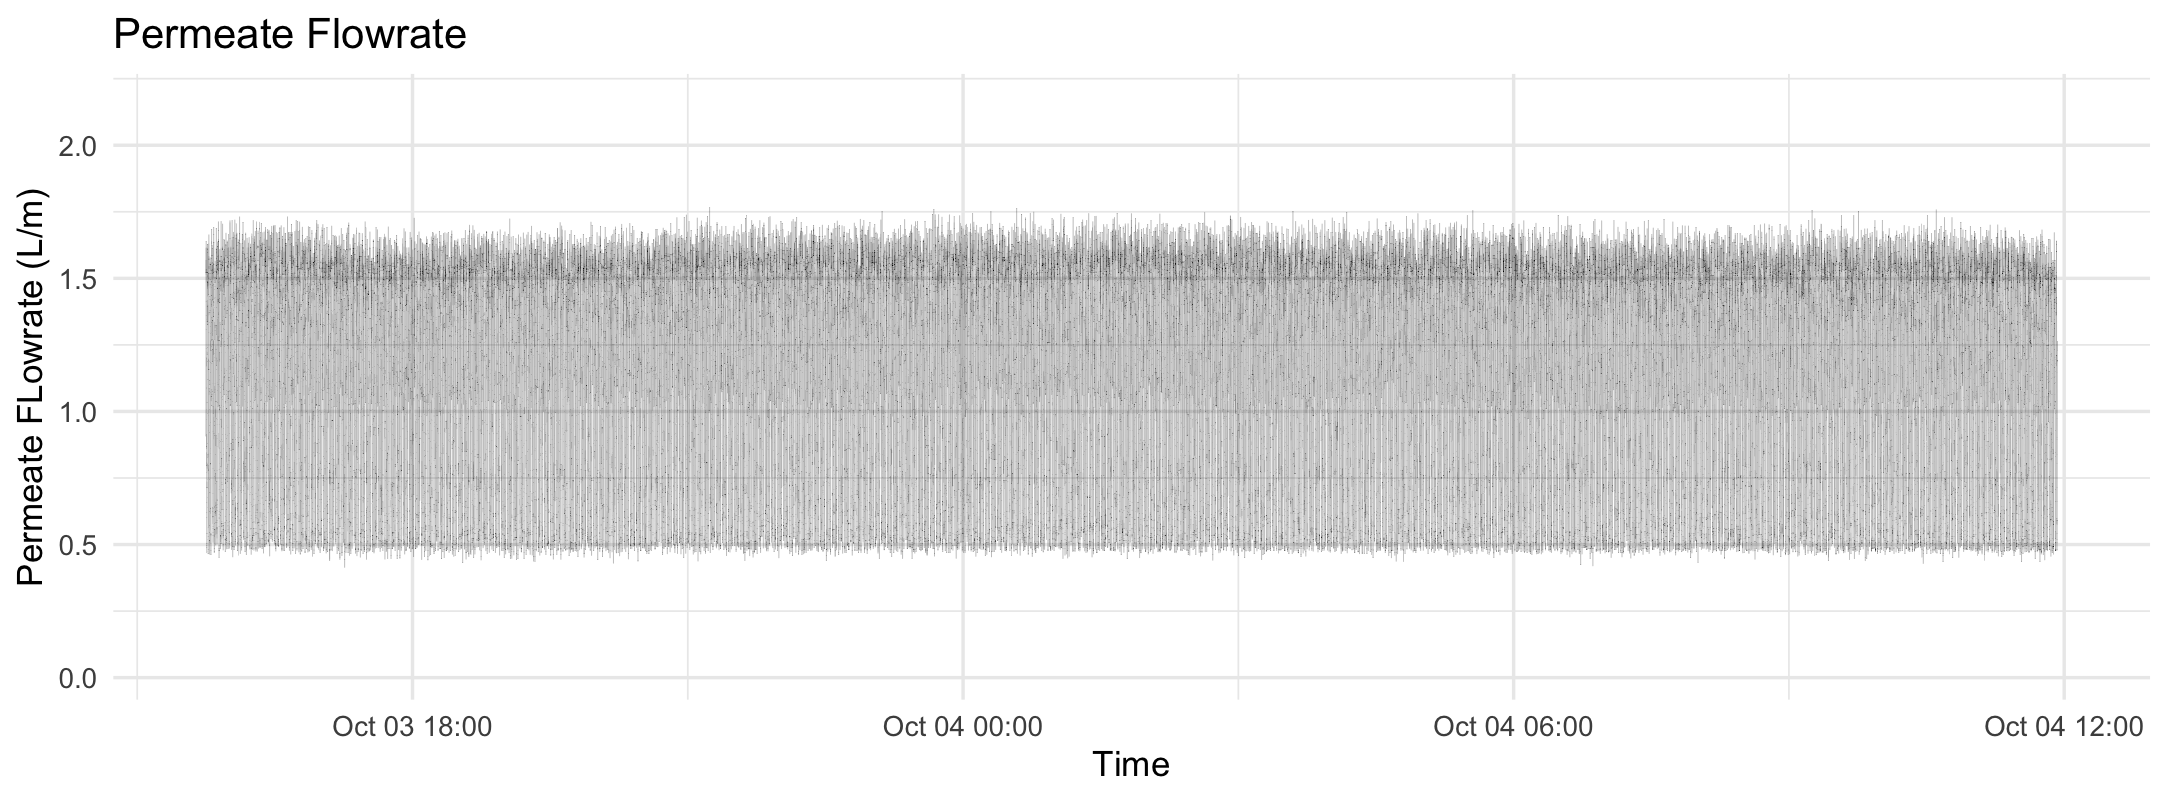 Permeate Flowrate
Permeate FLowrate (L/m)
2.0
1.5
1.0
0.5
0.0
Oct 03 18:00 Oct 04 00:00 Oct 04 06:00 Oct 04 12:00
Time